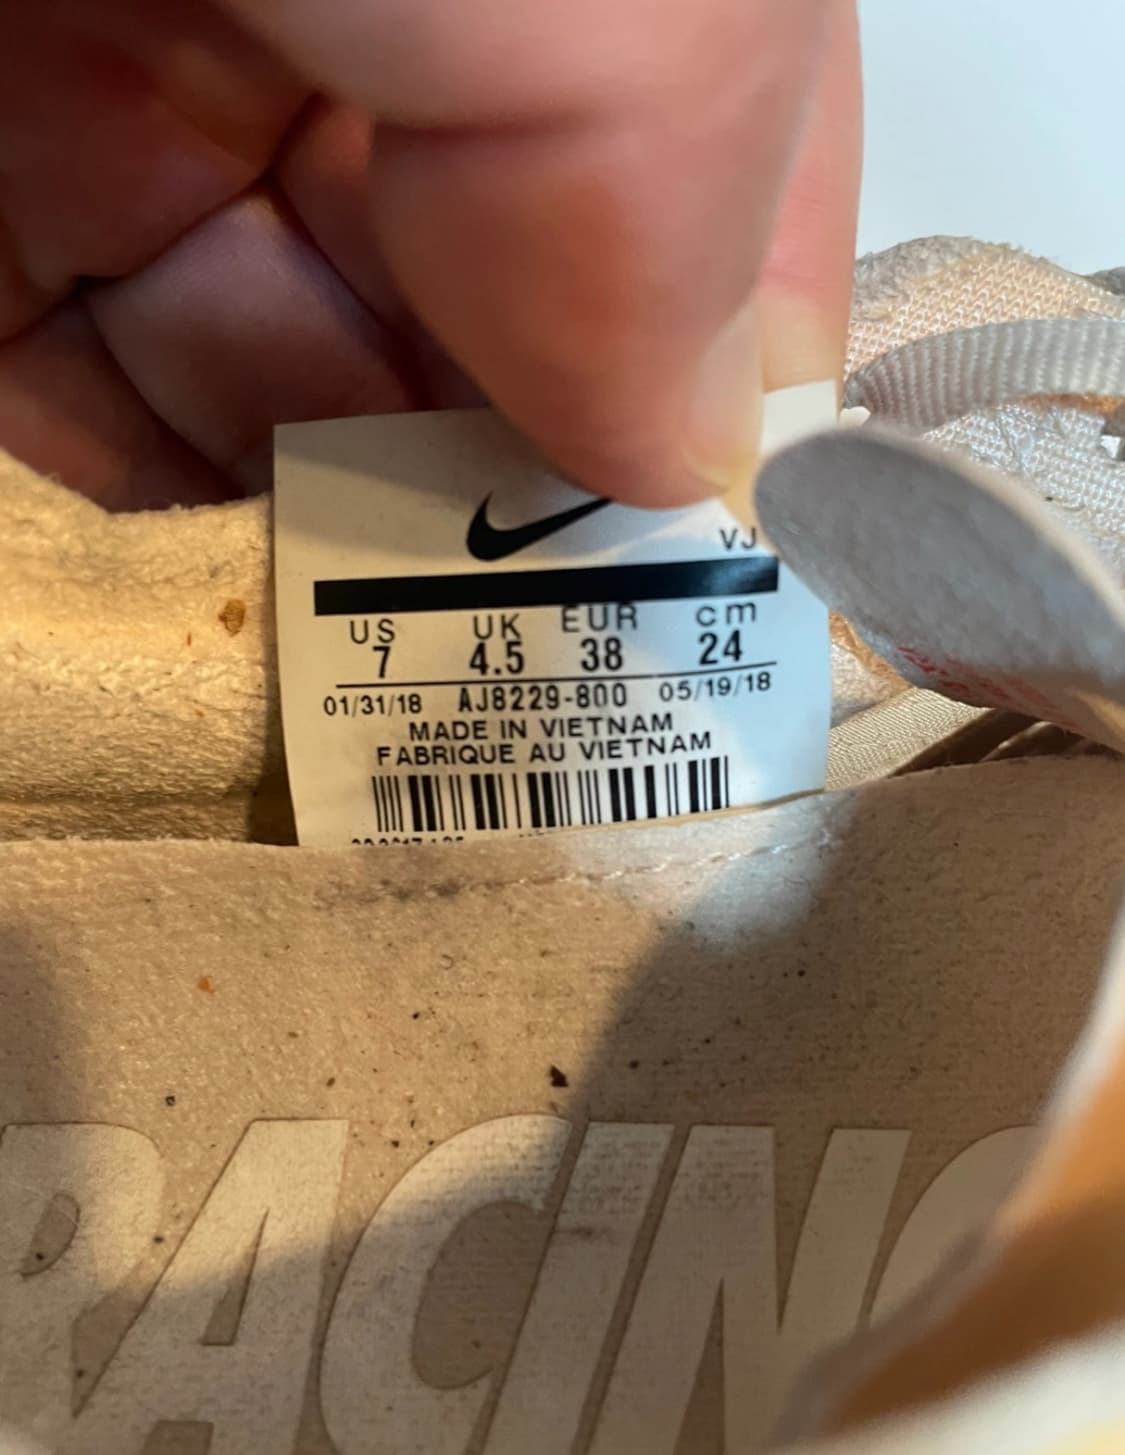 VJ
US UK EUR cm
7 4.5 38 24
01/31/18 AJ8229-800 05/19/18
MADE IN VIETNAM
FABRIQUE AU VIETNAM
RACING